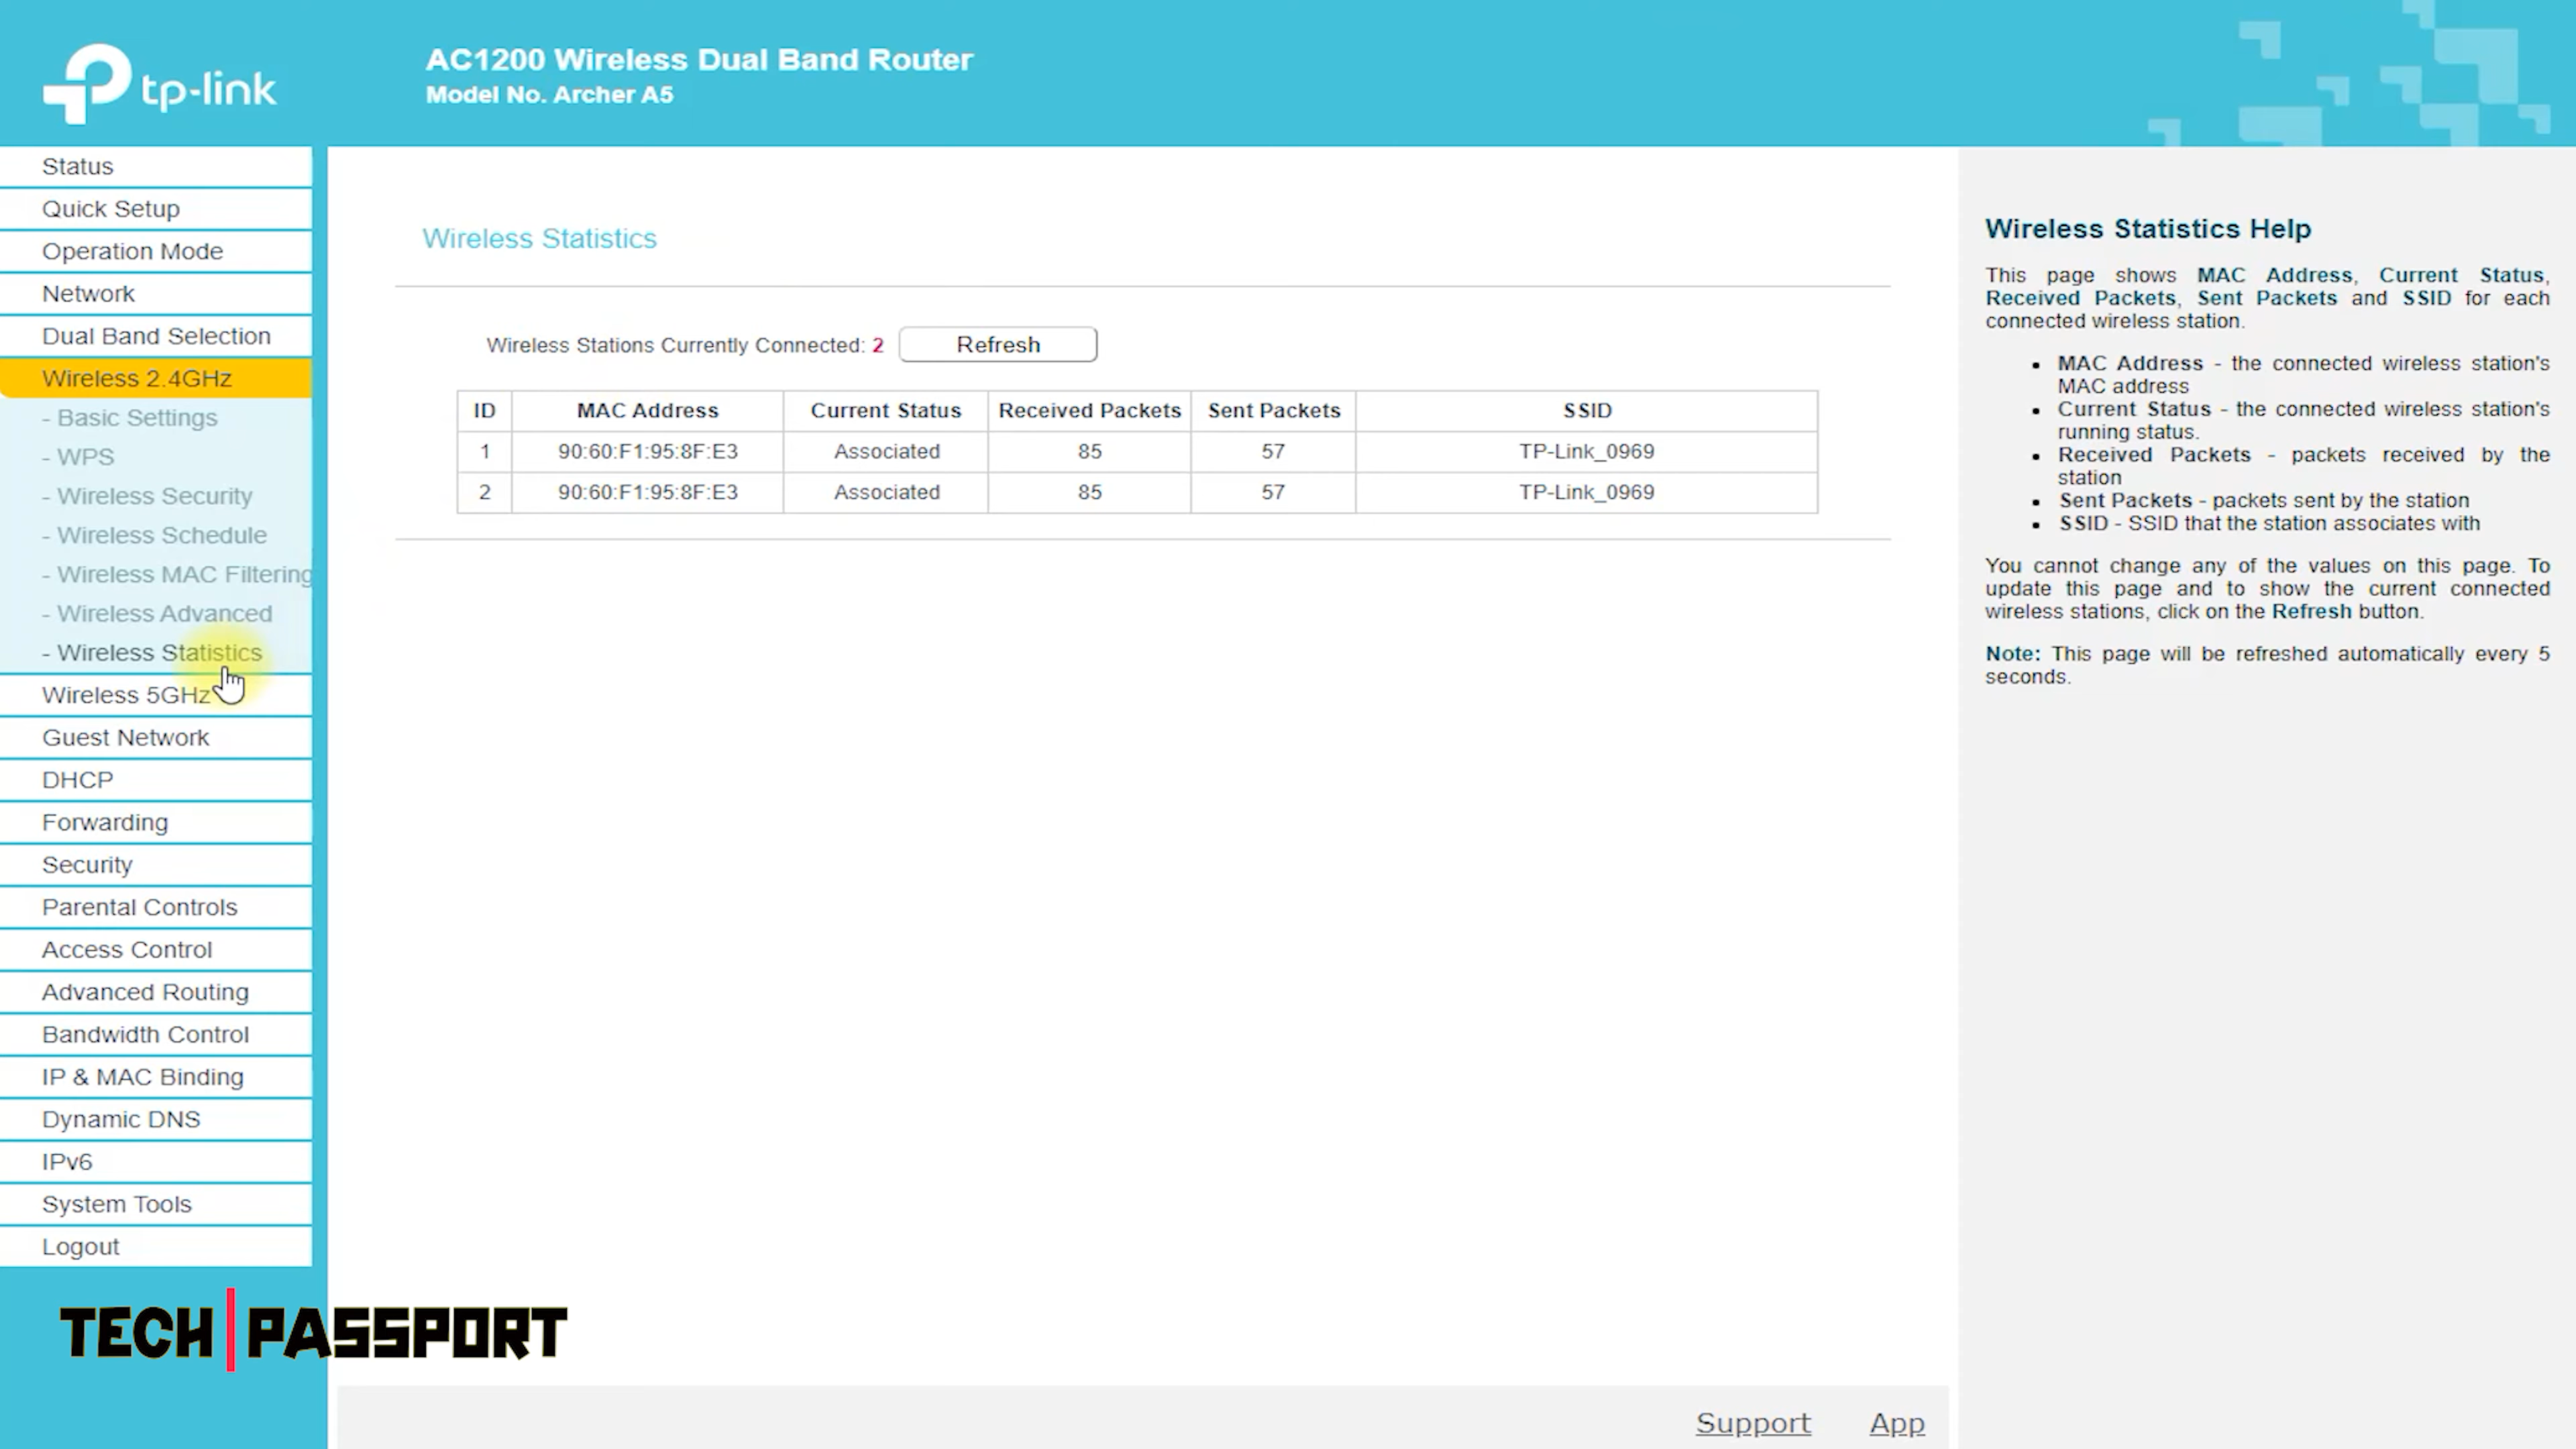 tp-link
AC1200 Wireless Dual Band Router
Model No. Archer A5
Status
Quick Setup
Operation Mode
Network
Dual Band Selection
Wireless 2.4GHz
- Basic Settings
- WPS
- Wireless Security
- Wireless Schedule
- Wireless MAC Filtering
- Wireless Advanced
- Wireless Statistics
Wireless 5GHz
Guest Network
DHCP
Forwarding
Security
Parental Controls
Access Control
Advanced Routing
Bandwidth Control
IP & MAC Binding
Dynamic DNS
IPv6
System Tools
Logout
TECH|PASSPORT
Wireless Statistics
Wireless Stations Currently Connected: 2 Refresh
ID MAC Address Current Status Received Packets Sent Packets SSID
1 90:60:F1:95:8F:E3 Associated 85 57 TP-Link_0969
2 90:60:F1:95:8F:E3 Associated 85 57 TP-Link_0969
Wireless Statistics Help
This page shows MAC Address, Current Status,
Received Packets, Sent Packets and SSID for each
connected wireless station.
▪ MAC Address - the connected wireless station's
MAC address
▪ Current Status - the connected wireless station's
running status.
▪ Received Packets - packets received by the
station
▪ Sent Packets - packets sent by the station
▪ SSID - SSID that the station associates with
You cannot change any of the values on this page. To
update this page and to show the current connected
wireless stations, click on the Refresh button.
Note: This page will be refreshed automatically every 5
seconds.
Support App